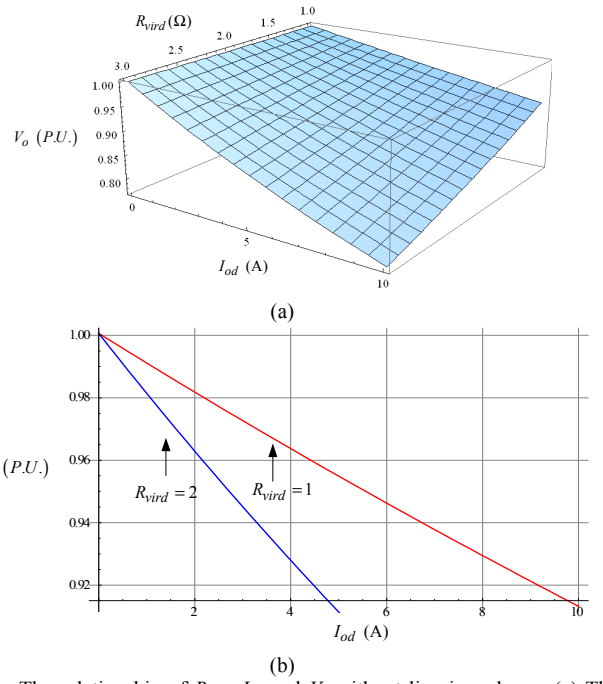 R_vird (Ω)
1.0
1.5
2.0
2.5
3.0
1.00
0.95
0.90
0.85
0.80
V_o (P.U.)
0
5
10
I_od (A)
(a)
1.00
0.98
0.96
0.94
0.92
(P.U.)
R_vird = 2
R_vird = 1
2
4
6
8
10
I_od (A)
(b)